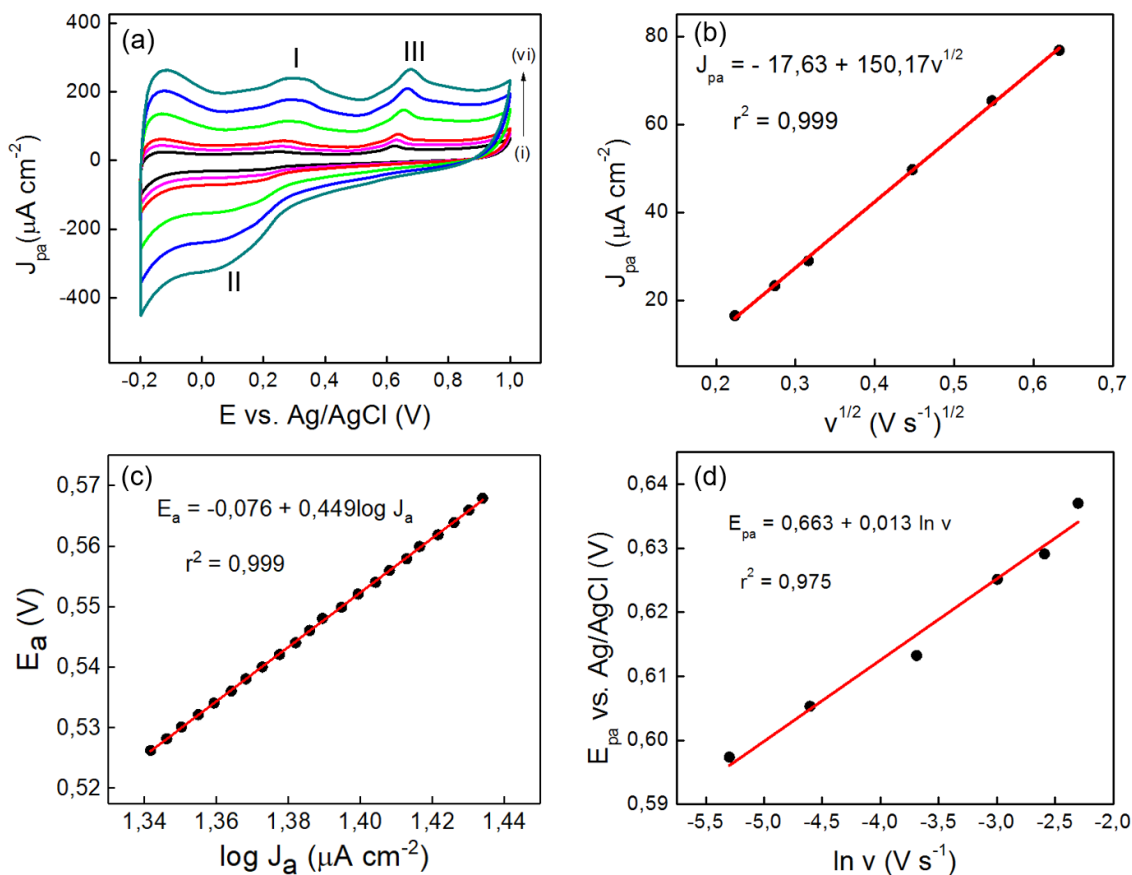 (a)
I
III
(vi)
(i)
II
400
200
0
-200
-400
J_pa(μA cm⁻²)
-0,2 0,0 0,2 0,4 0,6 0,8 1,0
E vs. Ag/AgCl (V)
(b)
J_pa = - 17,63 + 150,17v^1/2
r² = 0,999
80
60
40
20
J_pa (μA cm⁻²)
0,2 0,3 0,4 0,5 0,6 0,7
v^1/2 (V s⁻¹)^1/2
(c)
E_a = -0,076 + 0,449log J_a
r² = 0,999
0,57
0,56
0,55
0,54
0,53
0,52
E_a (V)
1,34 1,36 1,38 1,40 1,42 1,44
log J_a (μA cm⁻²)
(d)
E_pa = 0,663 + 0,013 ln v
r² = 0,975
0,64
0,63
0,62
0,61
0,60
0,59
E_pa vs. Ag/AgCl (V)
-5,5 -5,0 -4,5 -4,0 -3,5 -3,0 -2,5 -2,0
ln v (V s⁻¹)